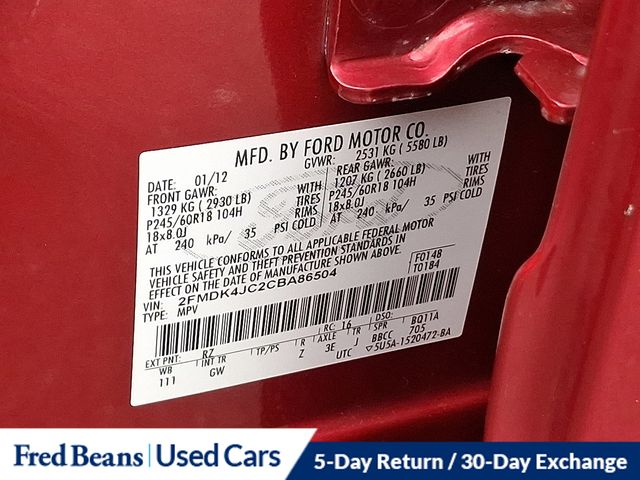 MFD. BY FORD MOTOR CO.
DATE: 01/12 GVWR: 2531 KG ( 5580 LB)
FRONT GAWR: REAR GAWR:
1329 KG ( 2930 LB) WITH 1207 KG ( 2660 LB) WITH
P245/60R18 104H TIRES P245/60R18 104H TIRES
18x8.0J RIMS 18x8.0J RIMS
AT 240 kPa/ 35 PSI COLD AT 240 kPa/ 35 PSI COLD
THIS VEHICLE CONFORMS TO ALL APPLICABLE FEDERAL MOTOR
VEHICLE SAFETY AND THEFT PREVENTION STANDARDS IN
EFFECT ON THE DATE OF MANUFACTURE SHOWN ABOVE.
VIN: 2FMDK4JC2CBA86504 F0148
TYPE: MPV T0184
EXT PNT: RZ RC: 16 BQ11A
WB INT TR TP/PS R AXLE TR SPR BBCC 705
111 GW Z 3E J UTC ▽5U5A-1520472-BA
Fred Beans | Used Cars 5-Day Return / 30-Day Exchange